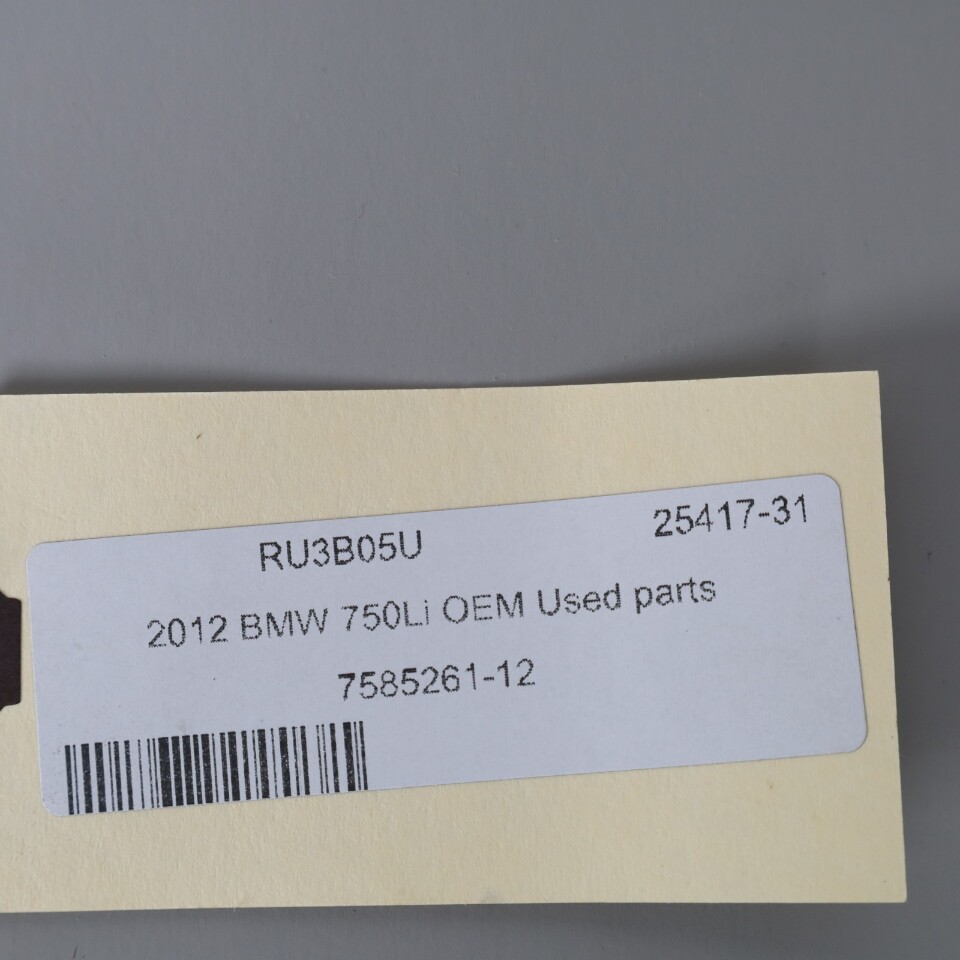 RU3B05U 25417-31
2012 BMW 750Li OEM Used parts
7585261-12